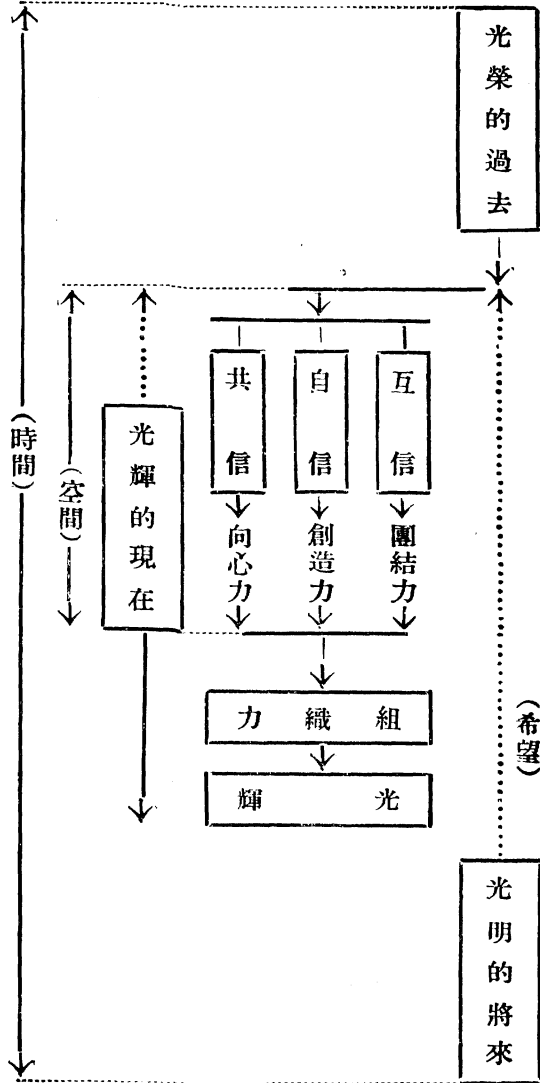 光榮的過去
互信
自信
共信
團結力
創造力
向心力
組織力
光輝
光輝的現在
（空間）
（時間）
（希望）
光明的將來